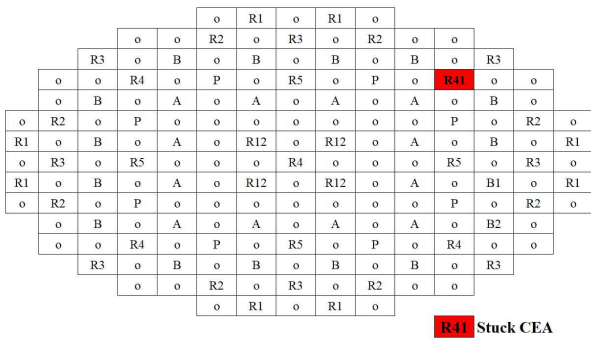 o R1 o R1 o
o o R2 o R3 o R2 o o
R3 o B o B o B o B o R3
o o R4 o P o R5 o P o R41 o o
o B o A o A o A o A o B o
o R2 o P o o o o o o o P o R2 o
R1 o B o A o R12 o R12 o A o B o R1
o R3 o R5 o o o R4 o o o R5 o R3 o
R1 o B o A o R12 o R12 o A o B1 o R1
o R2 o P o o o o o o o P o R2 o
o B o A o A o A o A o B2 o
o o R4 o P o R5 o P o R4 o o
R3 o B o B o B o B o R3
o o R2 o R3 o R2 o o
o R1 o R1 o
R41 Stuck CEA